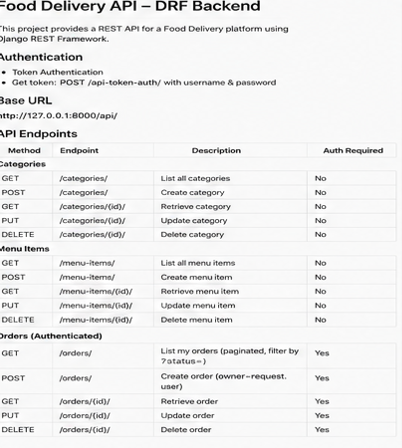 Food Delivery API – DRF Backend
This project provides a REST API for a Food Delivery platform using
Django REST Framework.
Authentication
• Token Authentication
• Get token: POST /api-token-auth/ with username & password
Base URL
http://127.0.0.1:8000/api/
API Endpoints
Method Endpoint Description Auth Required
Categories
GET /categories/ List all categories No
POST /categories/ Create category No
GET /categories/{id}/ Retrieve category No
PUT /categories/{id}/ Update category No
DELETE /categories/{id}/ Delete category No
Menu Items
GET /menu-items/ List all menu items No
POST /menu-items/ Create menu item No
GET /menu-items/{id}/ Retrieve menu item No
PUT /menu-items/{id}/ Update menu item No
DELETE /menu-items/{id}/ Delete menu item No
Orders (Authenticated)
GET /orders/ List my orders (paginated, filter by
?status=) Yes
POST /orders/ Create order (owner=request.
user) Yes
GET /orders/{id}/ Retrieve order Yes
PUT /orders/{id}/ Update order Yes
DELETE /orders/{id}/ Delete order Yes